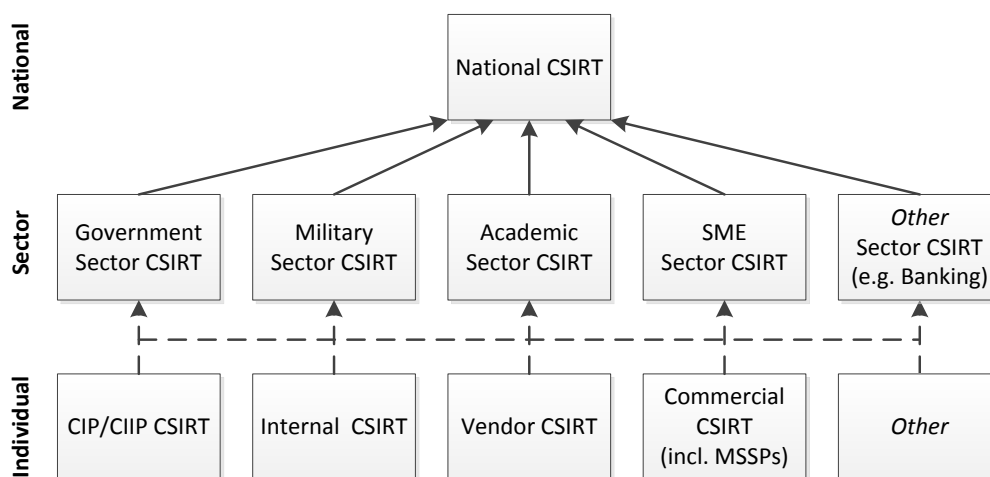 National
National CSIRT
Sector
Government
Sector CSIRT
Military
Sector CSIRT
Academic
Sector CSIRT
SME
Sector CSIRT
Other
Sector CSIRT
(e.g. Banking)
Individual
CIP/CIIP CSIRT
Internal CSIRT
Vendor CSIRT
Commercial
CSIRT
(incl. MSSPs)
Other